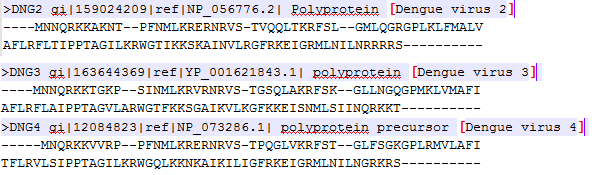 >DNG2 gi|159024209|ref|NP_056776.2| Polyprotein [Dengue virus 2]
----MNNQRKKAKNT--PFNMLKRERNRVS-TVQQLTKRFSL--GMLQGRGPLKLFMALV
AFLRFLTIPPTAGILKRWGTIKKSKAINVLRGFRKEIGRMLNILNRRRRS
>DNG3 gi|163644369|ref|YP_001621843.1| polyprotein [Dengue virus 3]
----MNNQRKKTGKP--SINMLKRVRNRVS-TGSQLAKRFSK--GLLNGQGPMKLVMAFI
AFLRFLAIPPTAGVLARWGTFKKSGAIKVLKGFKKEISNMLSIINQRKKT
>DNG4 gi|12084823|ref|NP_073286.1| polyprotein precursor [Dengue virus 4]
----MNQRKKVVRP--PFNMLKRERNRVS-TPQGLVKRFST--GLFSGKGPLRMVLAFI
TFLRVLSIPPTAGILKRWGQLKKNKAIKILIGFRKEIGRMLNILNGRKRS